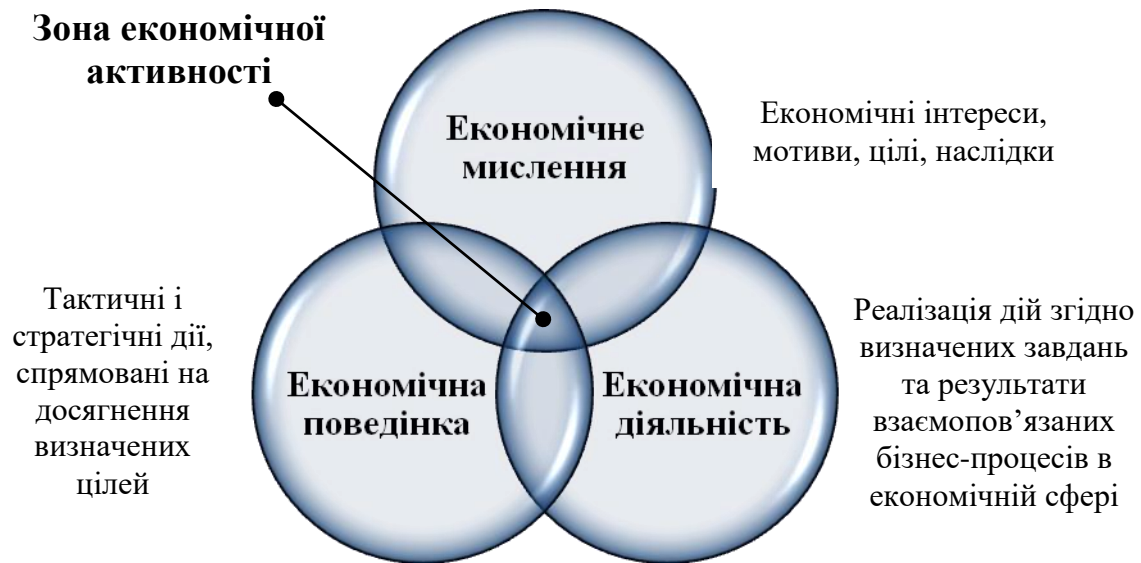 Зона економічної
активності
Економічне
мислення
Економічні інтереси,
мотиви, цілі, наслідки
Тактичні і
стратегічні дії,
спрямовані на
досягнення
визначених
цілей
Економічна
поведінка
Економічна
діяльність
Реалізація дій згідно
визначених завдань
та результати
взаємопов’язаних
бізнес-процесів в
економічній сфері